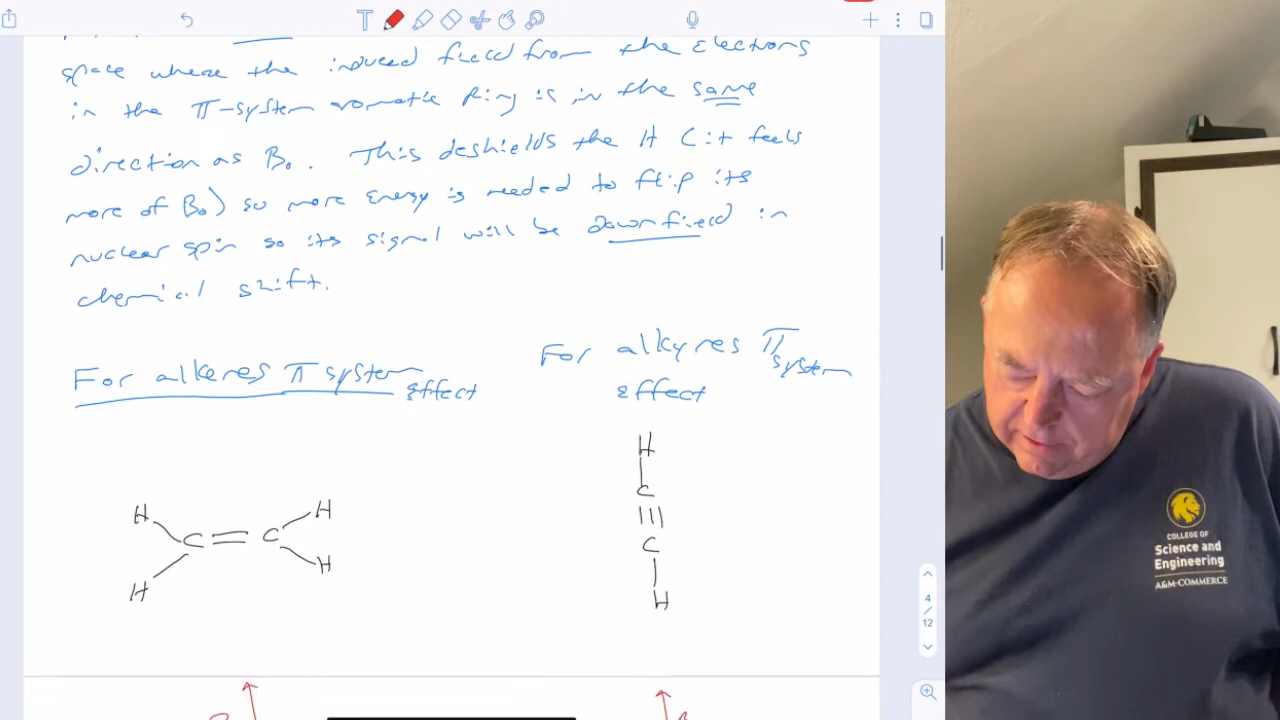 space where the induced field from the Electrons
in the π-system aromatic Ring is in the same
direction as B₀. This deshields the H (it feels
more of B₀) so more Energy is needed to flip its
nuclear spin so its signal will be downfield in
chemical shift.
For alkenes π system
effect
For alkynes π
system
effect
H
C
C
H
H H
C = C
H H
4
/
12
COLLEGE OF
Science and
Engineering
A&M-COMMERCE